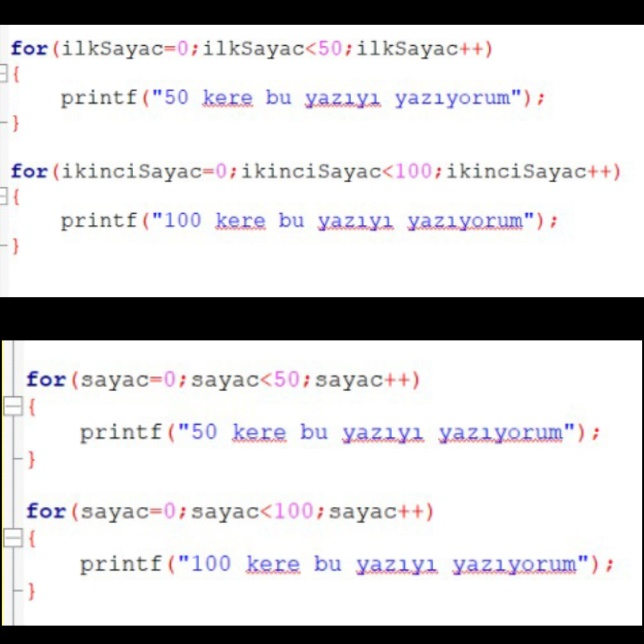 for(ilkSayac=0;ilkSayac<50;ilkSayac++)
{
printf("50 kere bu yazıyı yazıyorum");
}
for(ikinciSayac=0;ikinciSayac<100;ikinciSayac++)
{
printf("100 kere bu yazıyı yazıyorum");
}
for(sayac=0;sayac<50;sayac++)
{
printf("50 kere bu yazıyı yazıyorum");
}
for(sayac=0;sayac<100;sayac++)
{
printf("100 kere bu yazıyı yazıyorum");
}